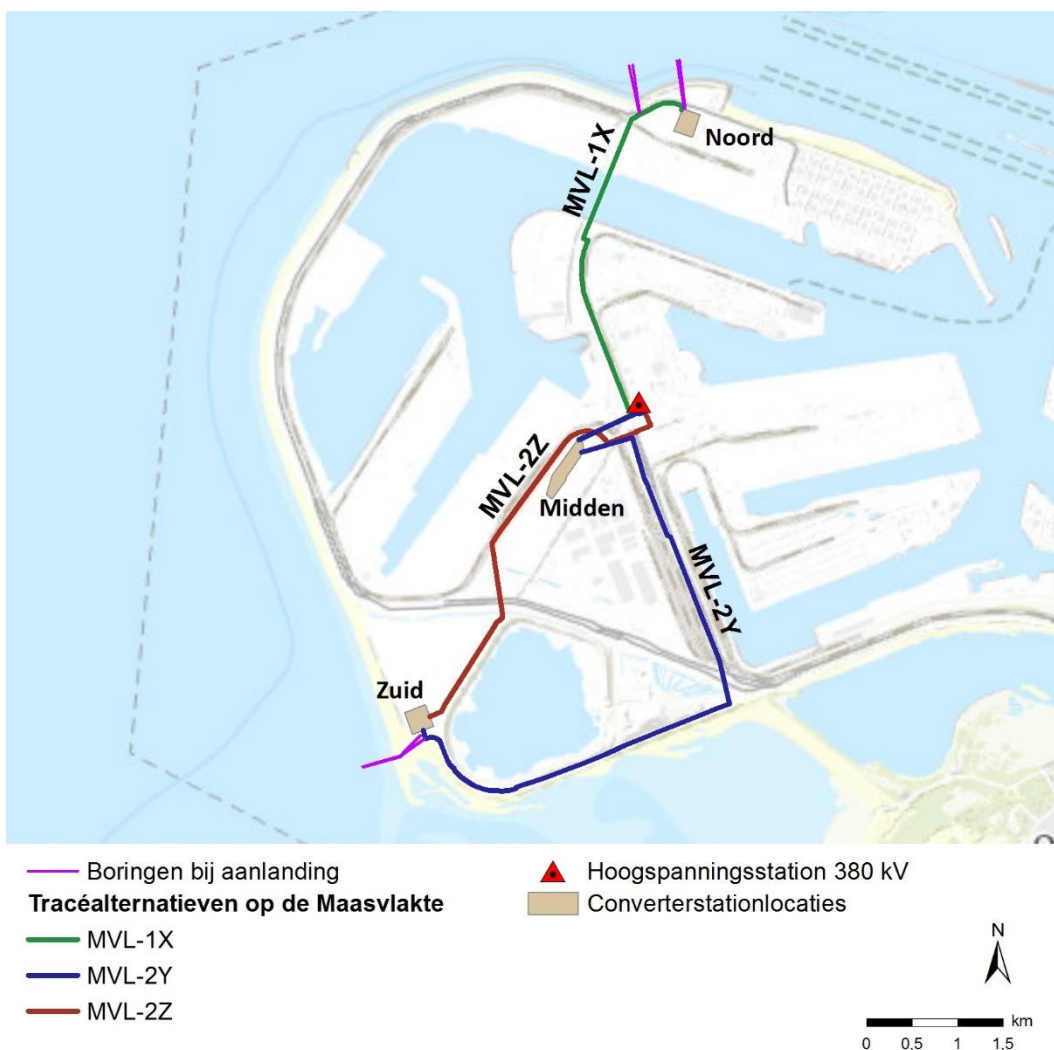 Noord
MVL-1X
MVL-2Z
Midden
MVL-2Y
Zuid
Boringen bij aanlanding
Tracéalternatieven op de Maasvlakte
MVL-1X
MVL-2Y
MVL-2Z
Hoogspanningsstation 380 kV
Converterstationlocaties
N
km
0 0,5 1 1,5